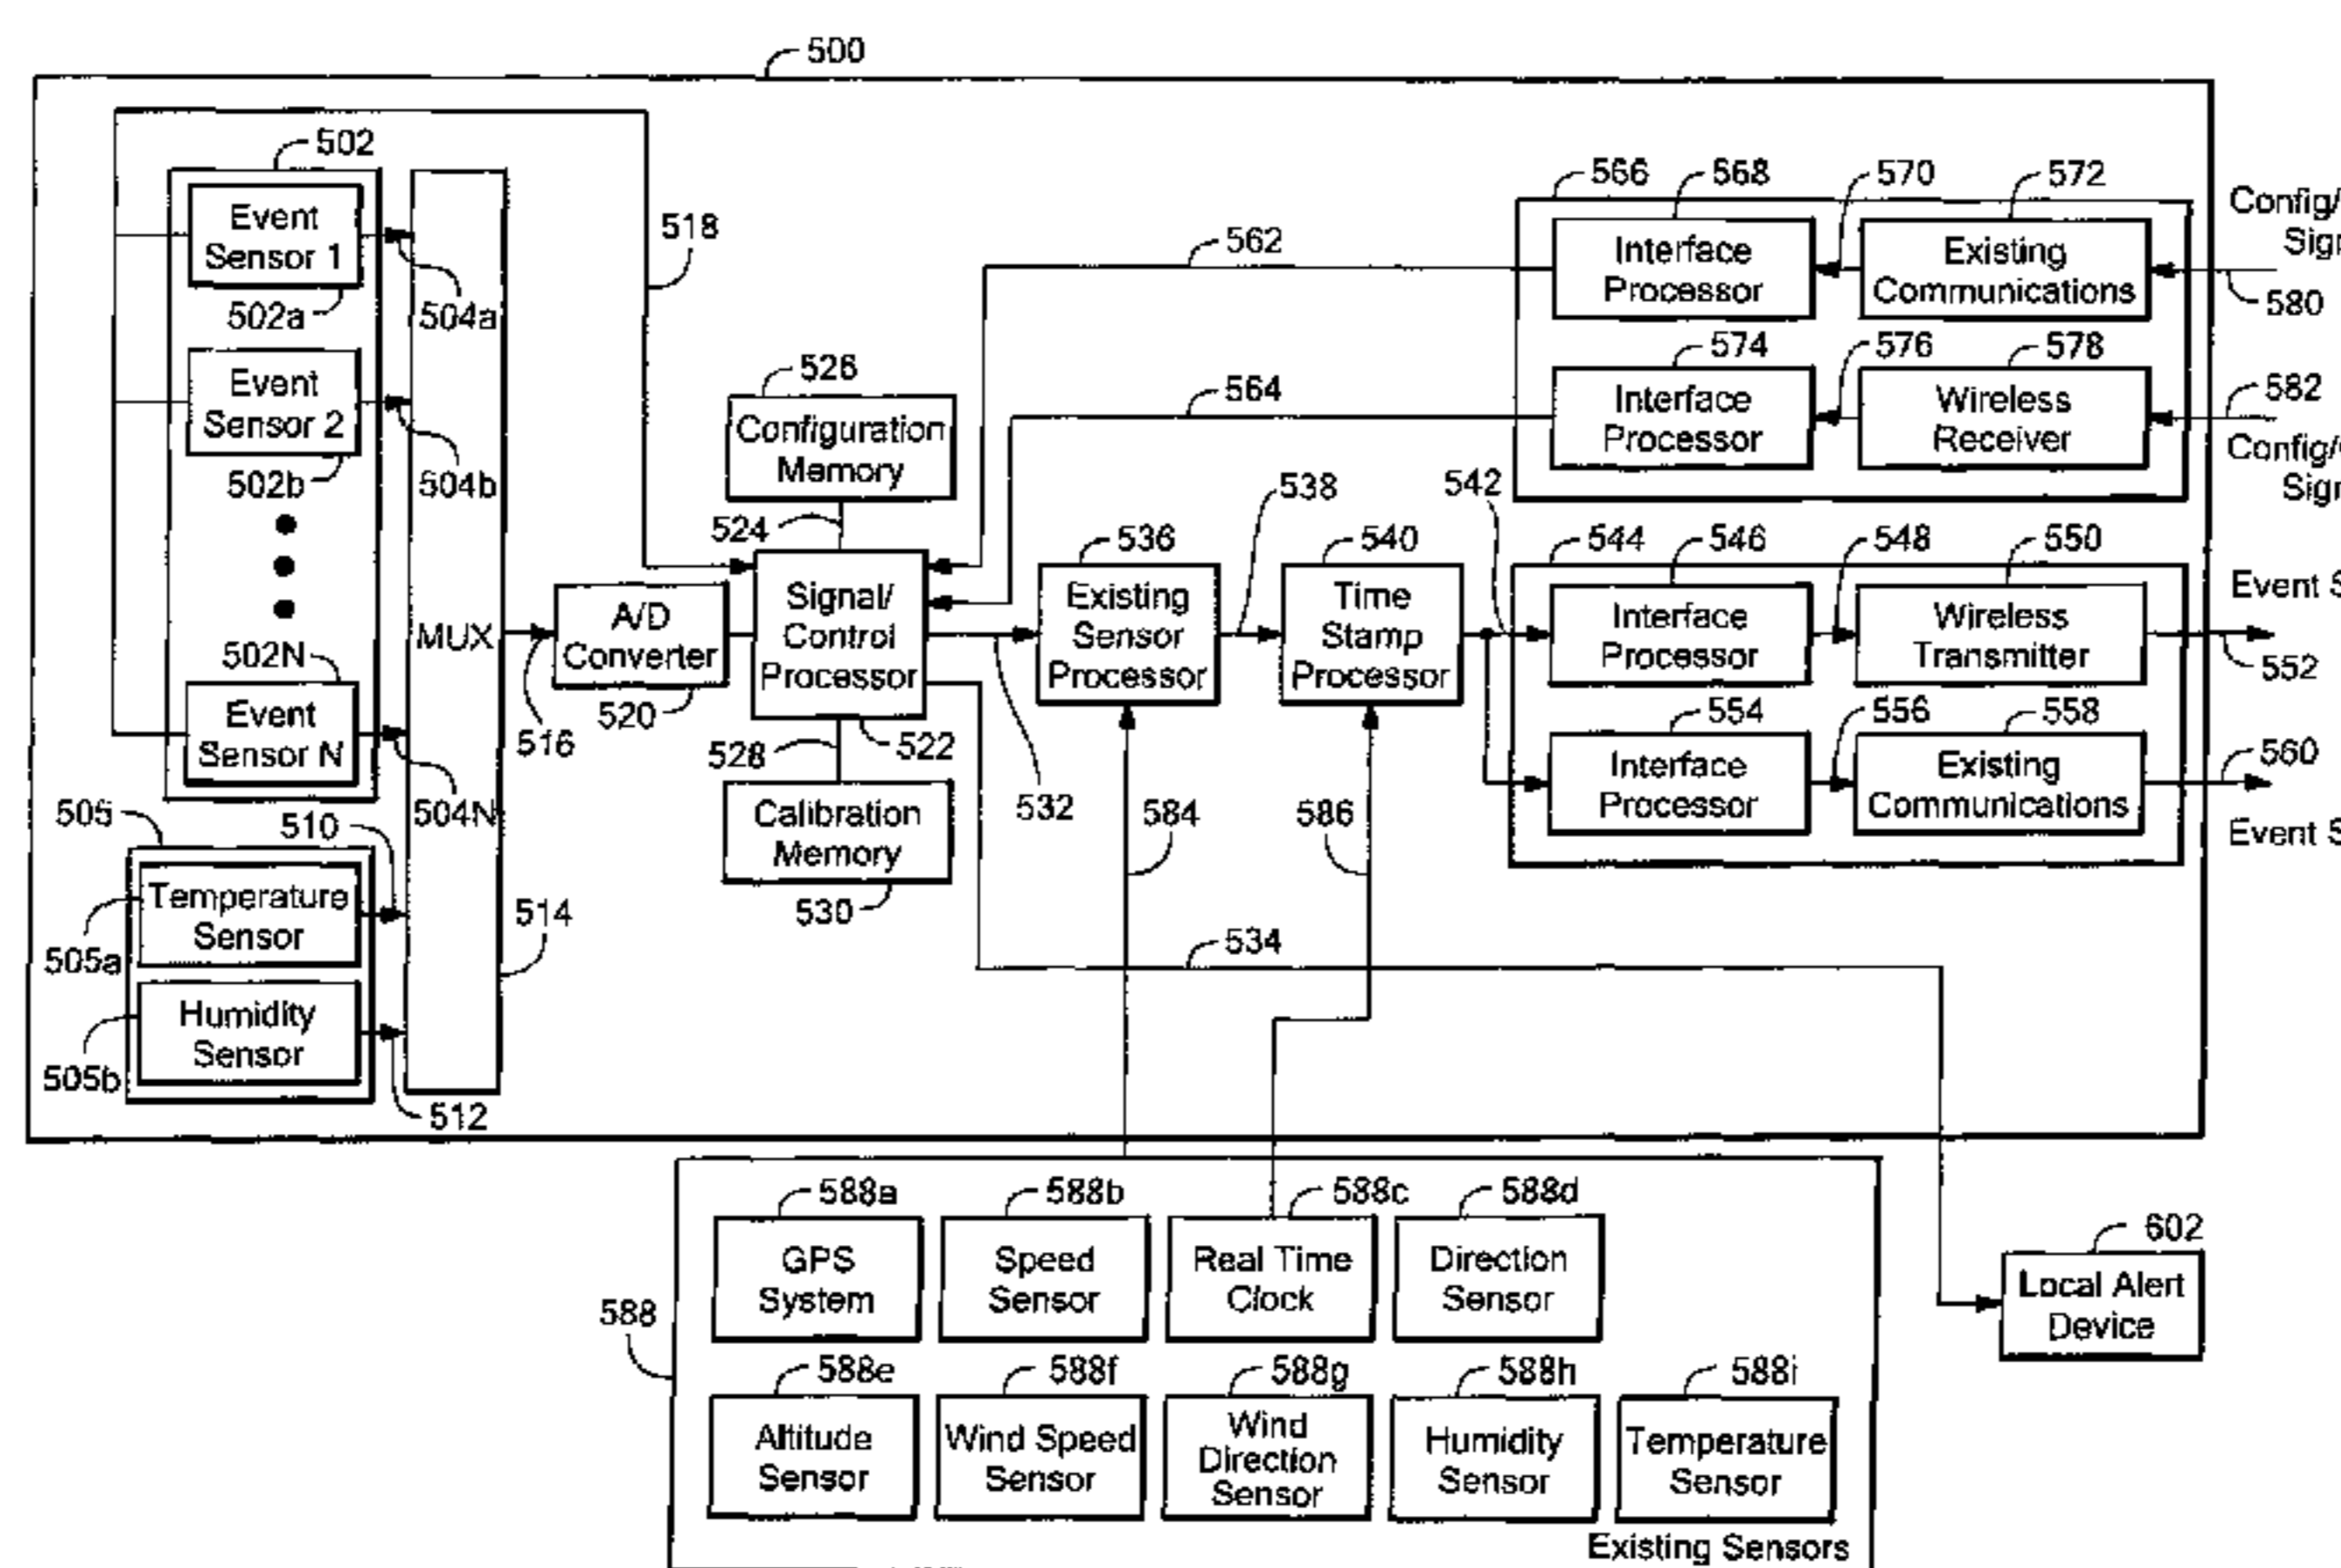 500
502
Event
Sensor 1
502a
504a
Event
Sensor 2
502b
504b
502N
Event
Sensor N
504N
505
510
Temperature
Sensor
505a
Humidity
Sensor
505b
512
MUX
514
516
518
A/D
Converter
520
526
Configuration
Memory
524
Signal/
Control
Processor
522
528
Calibration
Memory
530
532
534
562
564
536
Existing
Sensor
Processor
538
540
Time
Stamp
Processor
542
584
586
566
568
Interface
Processor
570
572
Existing
Communications
580
574
Interface
Processor
576
578
Wireless
Receiver
582
Config/
Config/
544
546
Interface
Processor
548
550
Wireless
Transmitter
Event
552
554
Interface
Processor
556
558
Existing
Communications
560
Event
588
588a
GPS
System
588b
Speed
Sensor
588c
Real Time
Clock
588d
Direction
Sensor
588e
Altitude
Sensor
588f
Wind Speed
Sensor
588g
Wind
Direction
Sensor
588h
Humidity
Sensor
588i
Temperature
Sensor
Existing Sensors
602
Local Alert
Device